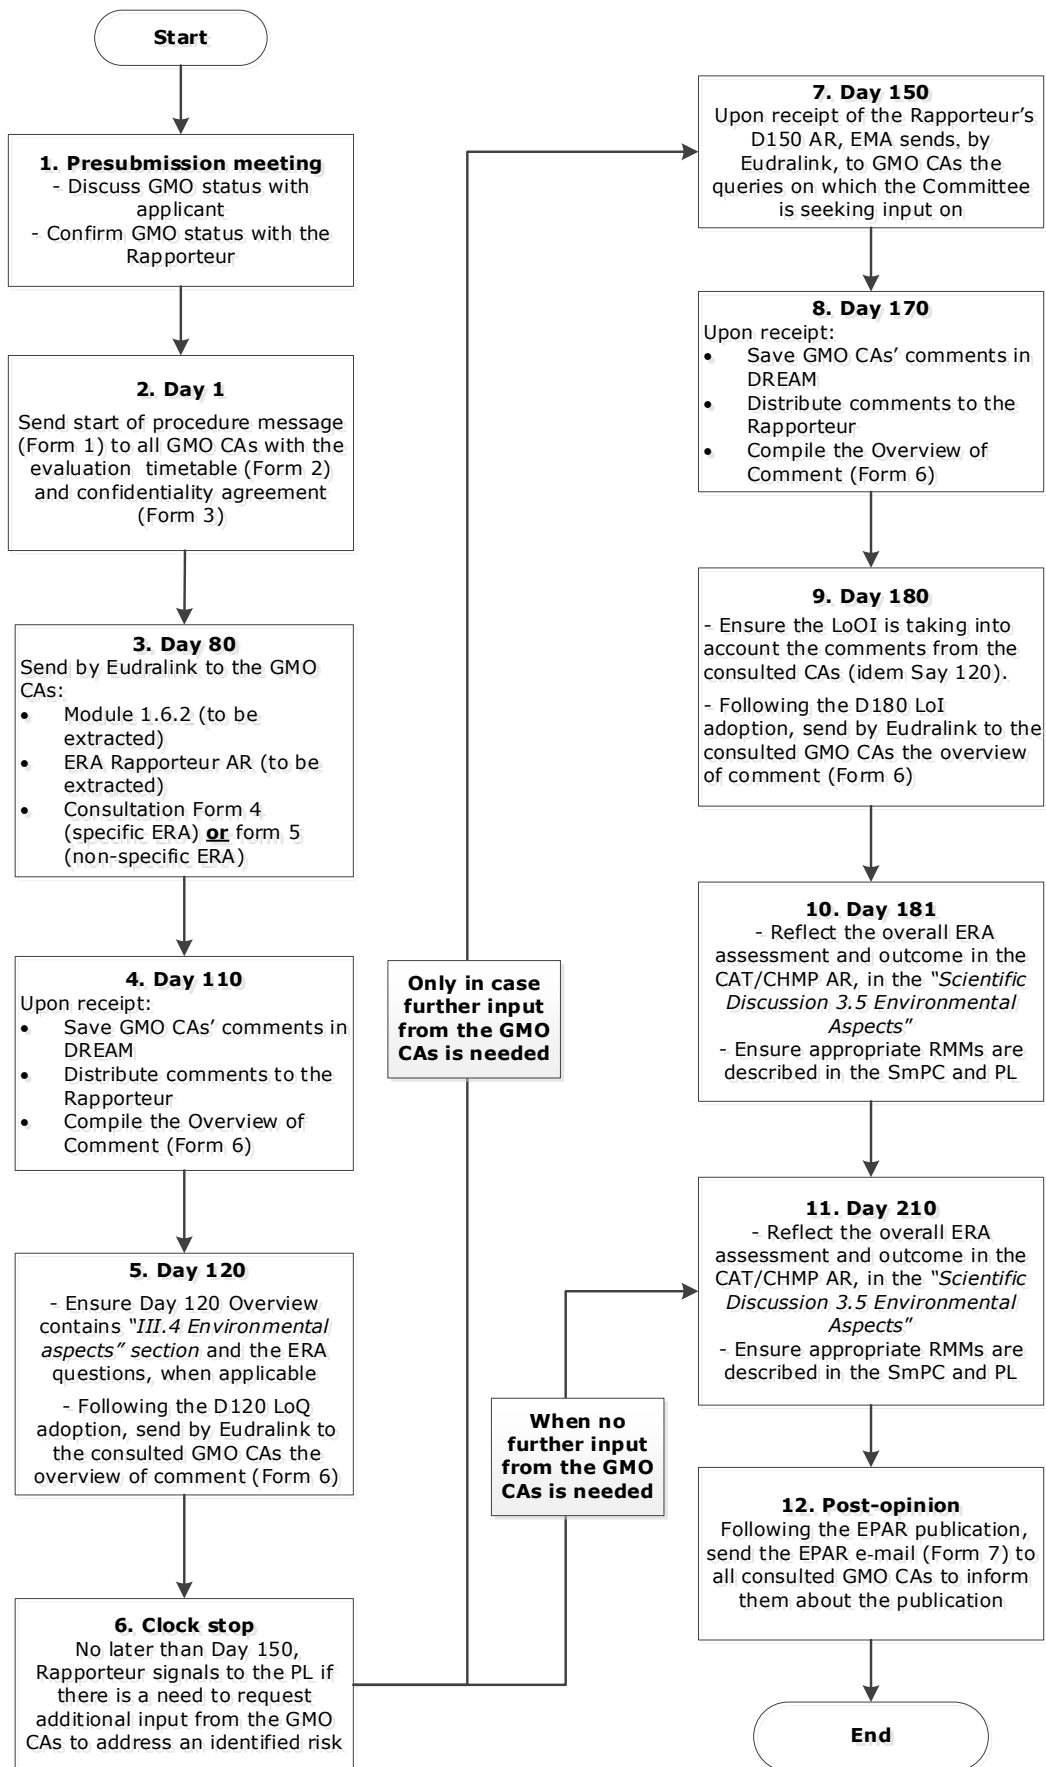 Start
1. Presubmission meeting
- Discuss GMO status with
applicant
- Confirm GMO status with the
Rapporteur
2. Day 1
Send start of procedure message
(Form 1) to all GMO CAs with the
evaluation timetable (Form 2)
and confidentiality agreement
(Form 3)
3. Day 80
Send by Eudralink to the GMO
CAs:
• Module 1.6.2 (to be
extracted)
• ERA Rapporteur AR (to be
extracted)
• Consultation Form 4
(specific ERA) or form 5
(non-specific ERA)
4. Day 110
Upon receipt:
• Save GMO CAs’ comments in
DREAM
• Distribute comments to the
Rapporteur
• Compile the Overview of
Comment (Form 6)
5. Day 120
- Ensure Day 120 Overview
contains “III.4 Environmental
aspects” section and the ERA
questions, when applicable
- Following the D120 LoQ
adoption, send by Eudralink to
the consulted GMO CAs the
overview of comment (Form 6)
6. Clock stop
No later than Day 150,
Rapporteur signals to the PL if
there is a need to request
additional input from the GMO
CAs to address an identified risk
Only in case
further input
from the GMO
CAs is needed
When no
further input
from the GMO
CAs is needed
7. Day 150
Upon receipt of the Rapporteur’s
D150 AR, EMA sends, by
Eudralink, to GMO CAs the
queries on which the Committee
is seeking input on
8. Day 170
Upon receipt:
• Save GMO CAs’ comments in
DREAM
• Distribute comments to the
Rapporteur
• Compile the Overview of
Comment (Form 6)
9. Day 180
- Ensure the LoOI is taking into
account the comments from the
consulted CAs (idem Say 120).
- Following the D180 LoI
adoption, send by Eudralink to the
consulted GMO CAs the overview
of comment (Form 6)
10. Day 181
- Reflect the overall ERA
assessment and outcome in the
CAT/CHMP AR, in the “Scientific
Discussion 3.5 Environmental
Aspects”
- Ensure appropriate RMMs are
described in the SmPC and PL
11. Day 210
- Reflect the overall ERA
assessment and outcome in the
CAT/CHMP AR, in the “Scientific
Discussion 3.5 Environmental
Aspects”
- Ensure appropriate RMMs are
described in the SmPC and PL
12. Post-opinion
Following the EPAR publication,
send the EPAR e-mail (Form 7) to
all consulted GMO CAs to inform
them about the publication
End